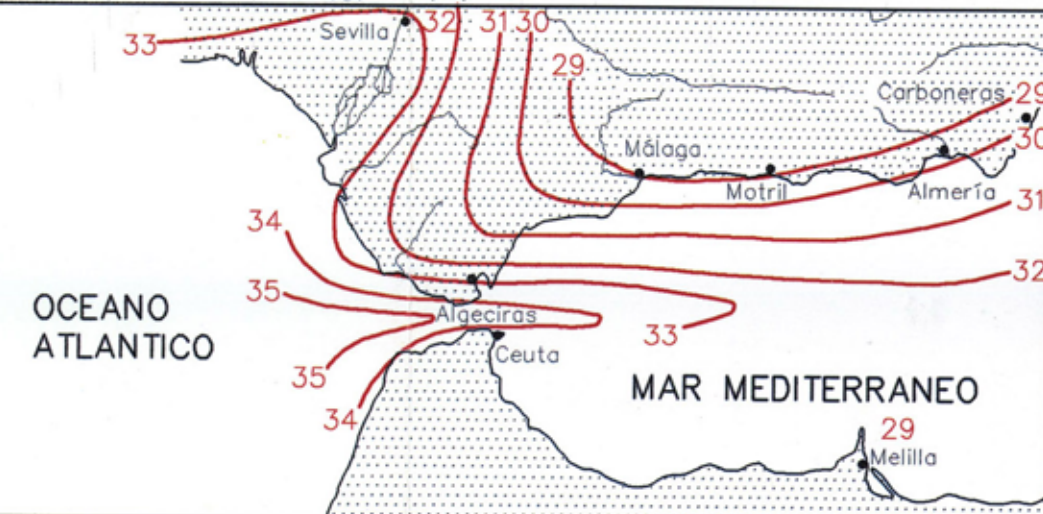 33
Sevilla
32
31
30
29
Carboneras
29
30
Málaga
Motril
Almería
31
34
32
35
Algeciras
33
OCEANO
ATLANTICO
Ceuta
35
MAR MEDITERRANEO
34
29
Melilla